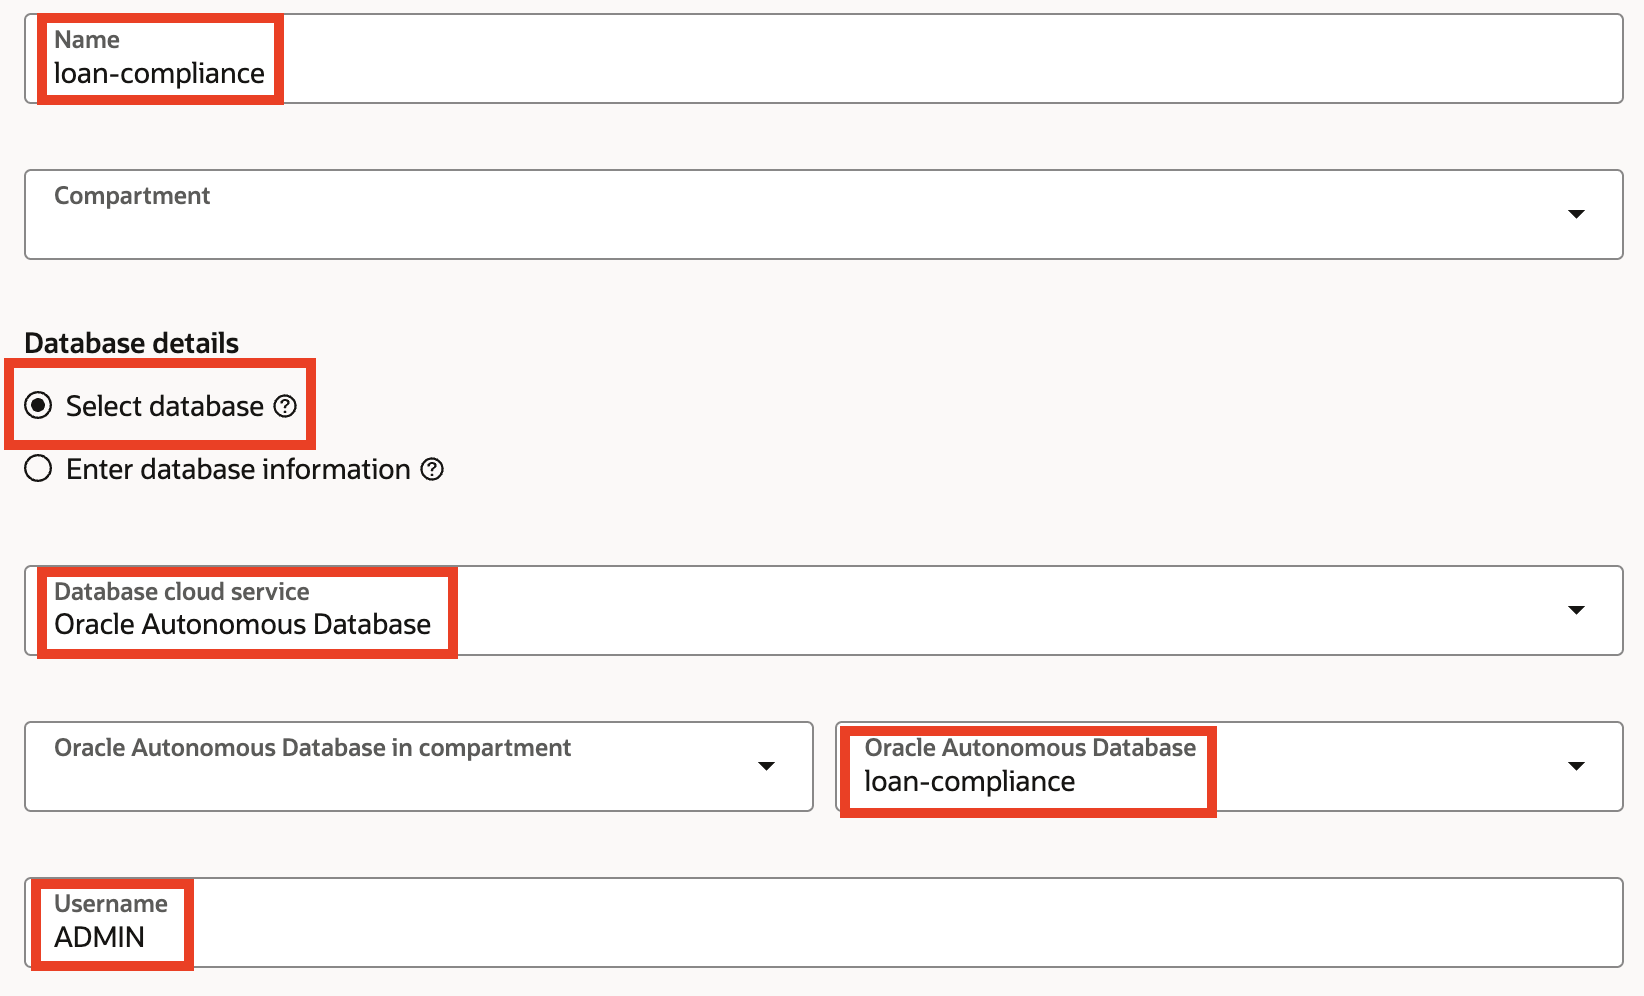 Name
loan-compliance
Compartment
Database details
Select database
Enter database information
Database cloud service
Oracle Autonomous Database
Oracle Autonomous Database in compartment
Oracle Autonomous Database
loan-compliance
Username
ADMIN